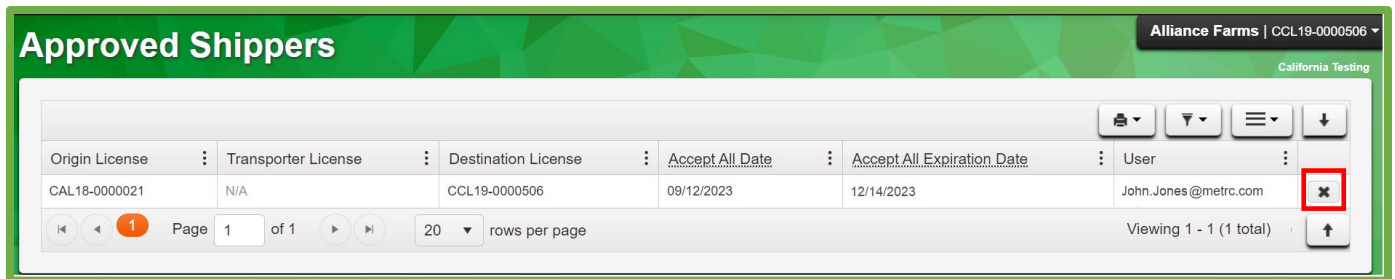 Approved Shippers
Alliance Farms | CCL19-0000506
California Testing
Origin License Transporter License Destination License Accept All Date Accept All Expiration Date User
CAL18-0000021 N/A CCL19-0000506 09/12/2023 12/14/2023 John.Jones@metrc.com
1 Page 1 of 1 20 rows per page Viewing 1 - 1 (1 total)